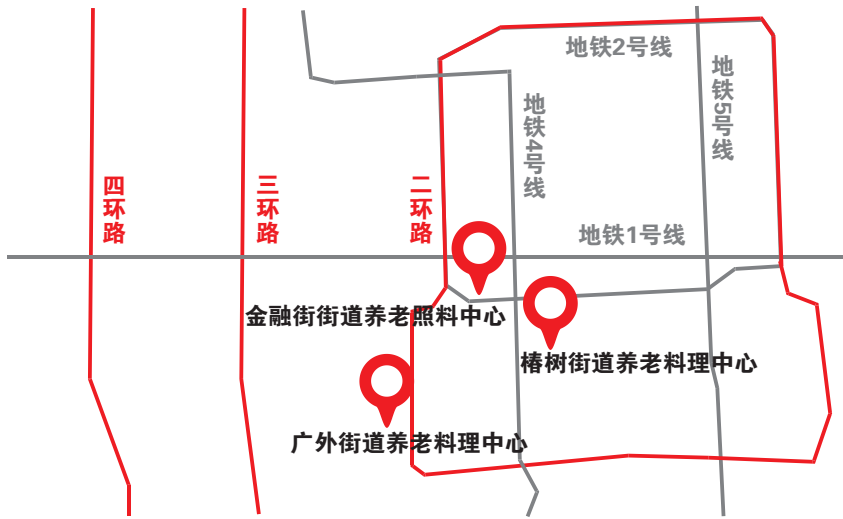 地铁2号线
地铁5号线
地铁4号线
四环路
三环路
二环路
地铁1号线
金融街街道养老照料中心
椿树街道养老料理中心
广外街道养老料理中心